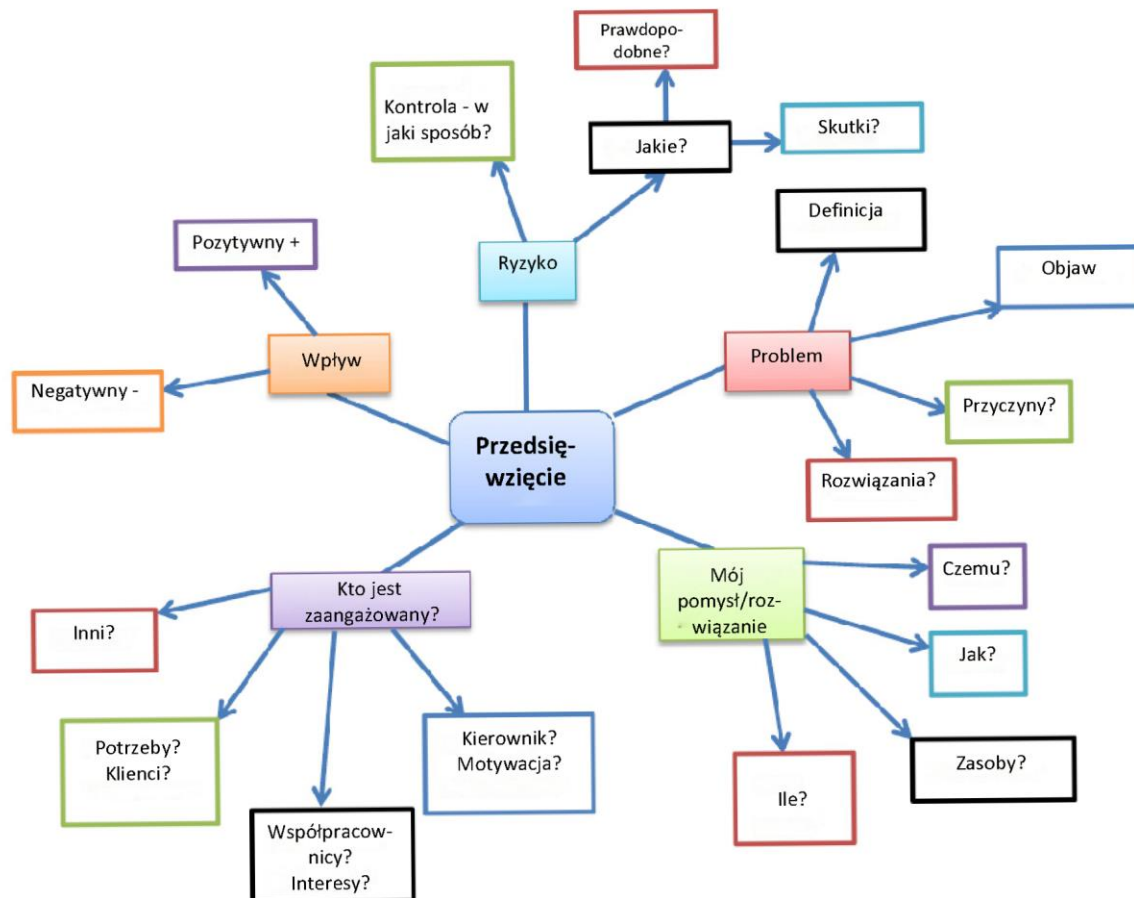 Prawdopo-
dobne?
Kontrola - w
jaki sposób?
Jakie?
Skutki?
Definicja
Pozytywny +
Ryzyko
Objaw
Wpływ
Problem
Negatywny -
Przyczyny?
Przedsię-
wzięcie
Rozwiązania?
Czemu?
Mój
pomysł/roz-
wiązanie
Kto jest
zaangażowany?
Inni?
Jak?
Potrzeby?
Klienci?
Kierownik?
Motywacja?
Zasoby?
Ile?
Współpracow-
nicy?
Interesy?